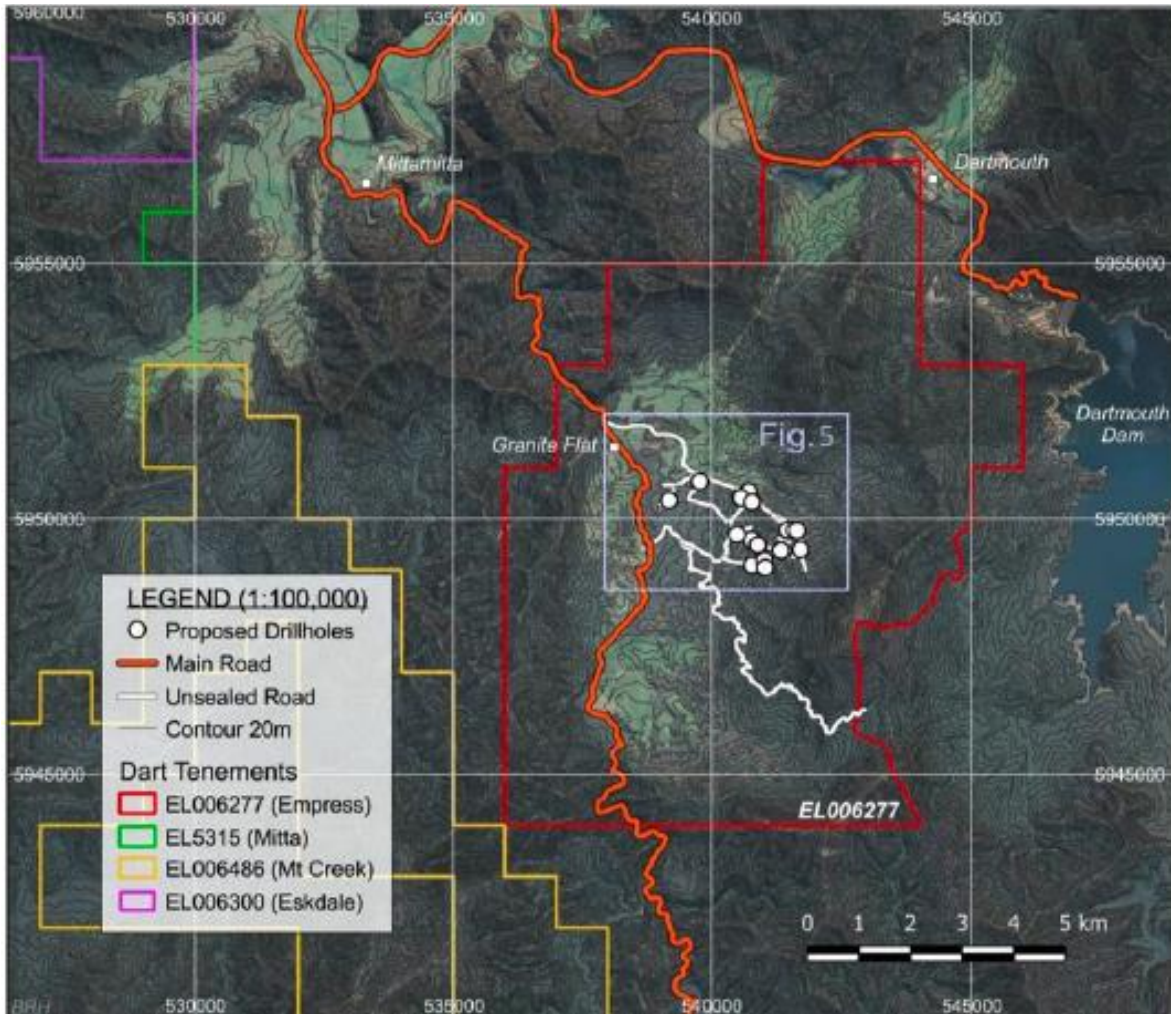 5960000
530000
535000
540000
545000
Mittamitta
Dartmouth
5955000
5955000
Dartmouth
Dam
Granite Flat
Fig.5
5950000
5950000
LEGEND (1:100,000)
Proposed Drillholes
Main Road
Unsealed Road
Contour 20m
Dart Tenements
EL006277 (Empress)
EL5315 (Mitta)
EL006486 (Mt Creek)
EL006300 (Eskdale)
5945000
5945000
EL006277
0 1 2 3 4 5 km
BRH
530000
535000
540000
545000